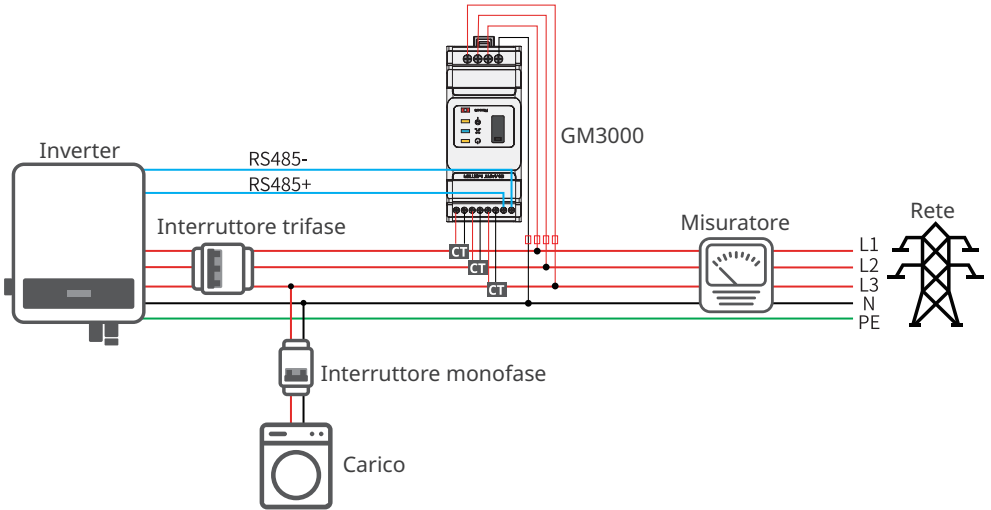 GM3000
Inverter
RS485-
RS485+
Interruttore trifase
Misuratore
Rete
CT
CT
CT
L1
L2
L3
N
PE
Interruttore monofase
Carico